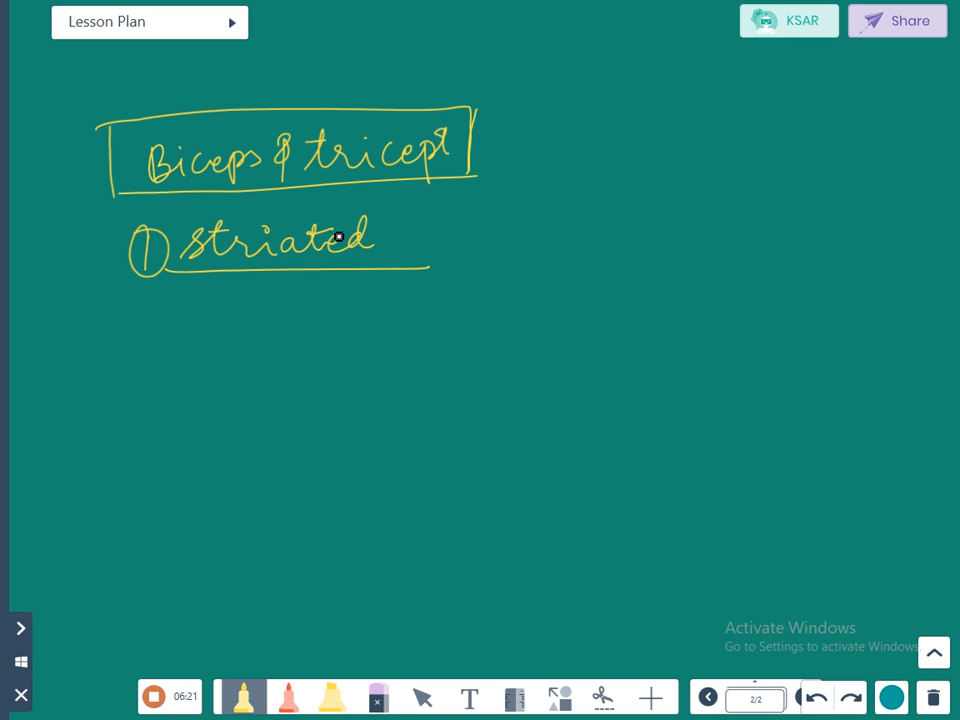 Lesson Plan
KSAR
Share
Biceps & tricept
① Striated
Activate Windows
Go to Settings to activate Windows.
06:21
T
2/2